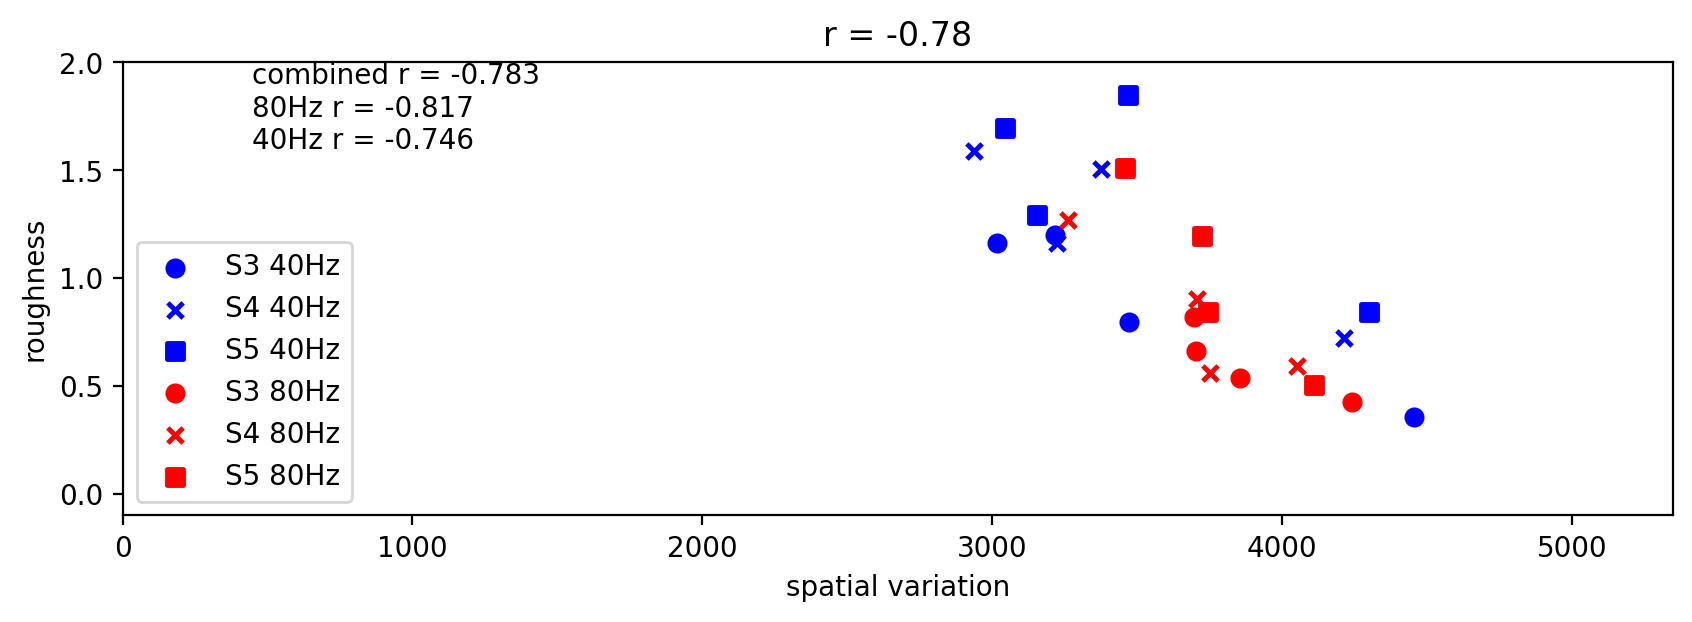 r = -0.78
combined r = -0.783
80Hz r = -0.817
40Hz r = -0.746
roughness
2.0
1.5
1.0
0.5
0.0
S3 40Hz
S4 40Hz
S5 40Hz
S3 80Hz
S4 80Hz
S5 80Hz
0 1000 2000 3000 4000 5000
spatial variation